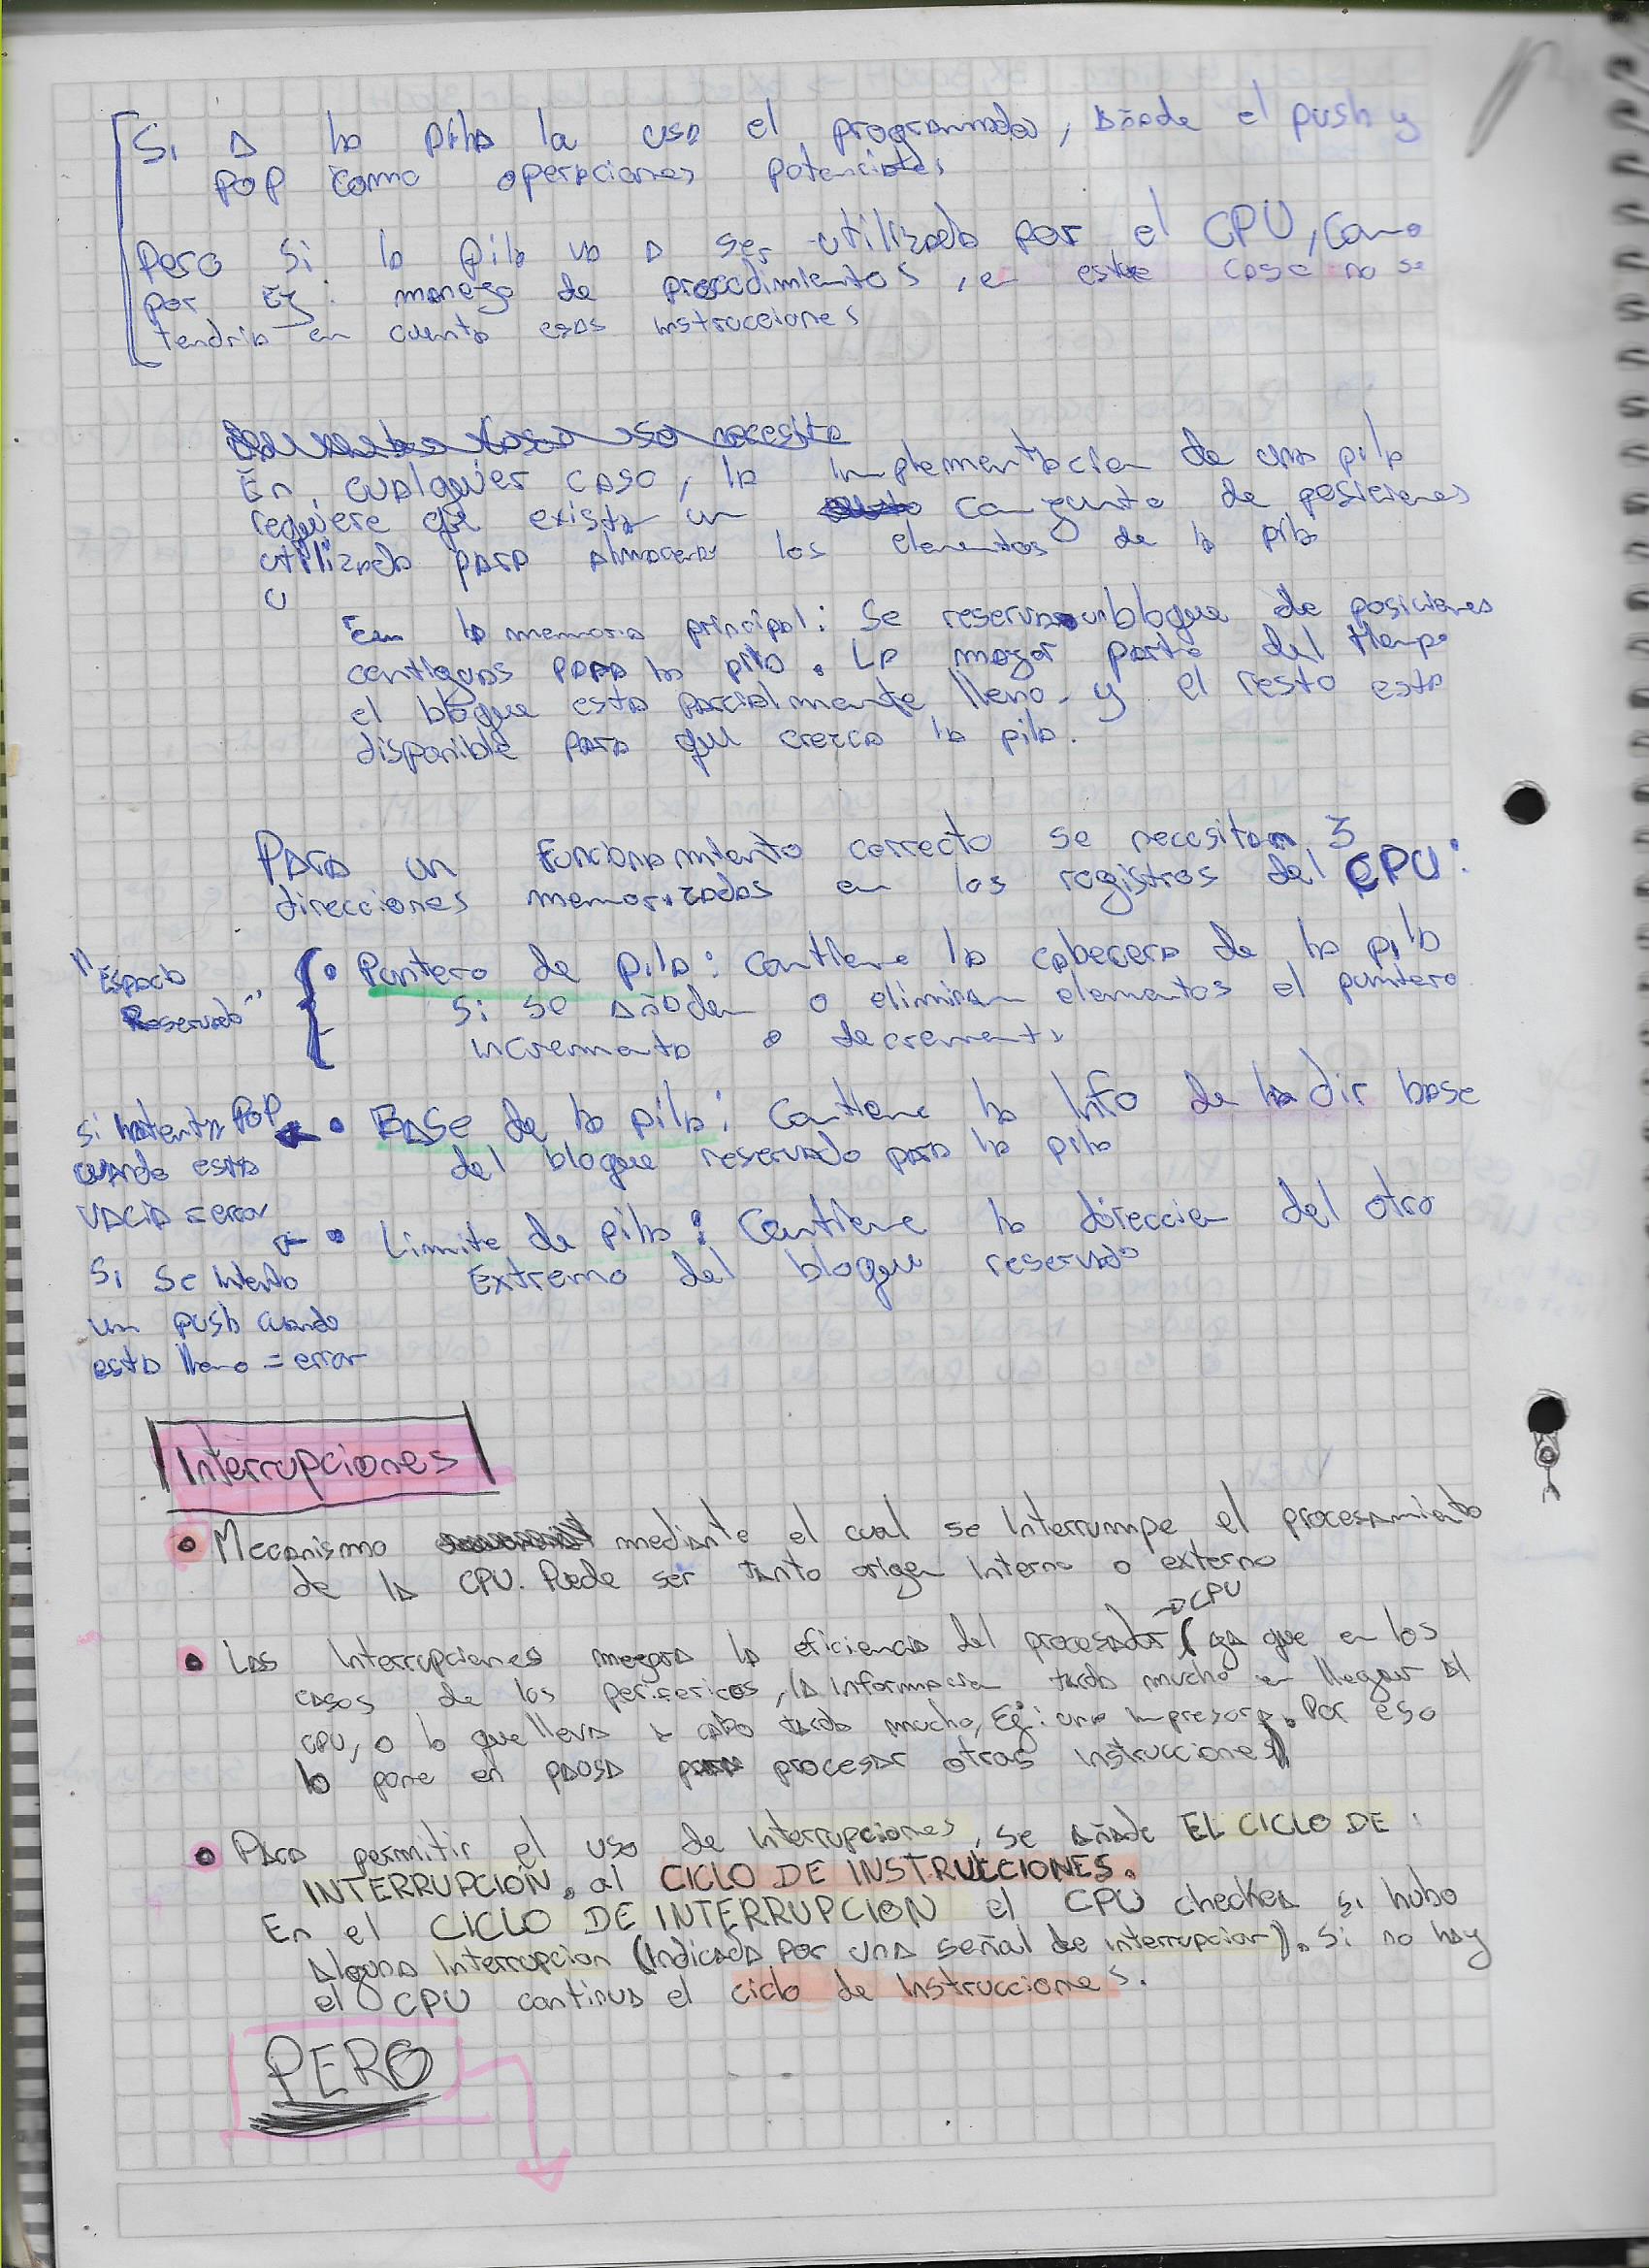 Si a la pila la usa el programador, añade el push y
pop como operaciones potenciales
Pero si la pila va a ser utilizada por el CPU, como
por Ej: manejo de procedimientos, en este caso no se
tendria en cuenta esas instrucciones
caso se necesita
En cualquier caso, la implementacion de una pila
requiere que exista un conjunto de posiciones
utilizado para almacenar los elementos de la pila
En la memoria principal: Se reserva un bloque de posiciones
contiguas para la pila. La mayor parte del tiempo
el bloque esta parcialmente lleno y el resto esta
disponible para que crezca la pila.
Para un funcionamiento correcto se necesitan 3
direcciones memorizadas en los registros del CPU:
"Espacio
Reservado"
• Puntero de pila: contiene la cabecera de la pila
si se añaden o eliminan elementos el puntero
incrementa o decrementa
si intenta POP
cuando esta
vacia = error
• Base de la pila: Contiene la Info de la dir base
del bloque reservado para la pila
• Limite de pila: Contiene la direccion del otro
Extremo del bloque reservado
Si se intenta
un push cuando
esta lleno = error
Interrupciones
• Mecanismo mediante el cual se Interrumpe el procesamiento
de la CPU. Puede ser tanto origen Interno o externo
→ CPU
• Las Interrupciones mejora la eficiencia del procesador (ya que en los
casos de los perifericos, la informacion tarda mucho en llegar al
CPU, o lo que lleva a cabo tarda mucho, Ej: una impresora. Por eso
lo pone en pausa para procesar otras instrucciones)
• Para permitir el uso de Interrupciones, se añade EL CICLO DE
INTERRUPCION. al CICLO DE INSTRUCCIONES.
En el CICLO DE INTERRUPCION el CPU checkea si hubo
alguna Interrupcion (Indicada por una señal de interrupcion). Si no hay
el CPU continua el ciclo de Instrucciones.
PERO